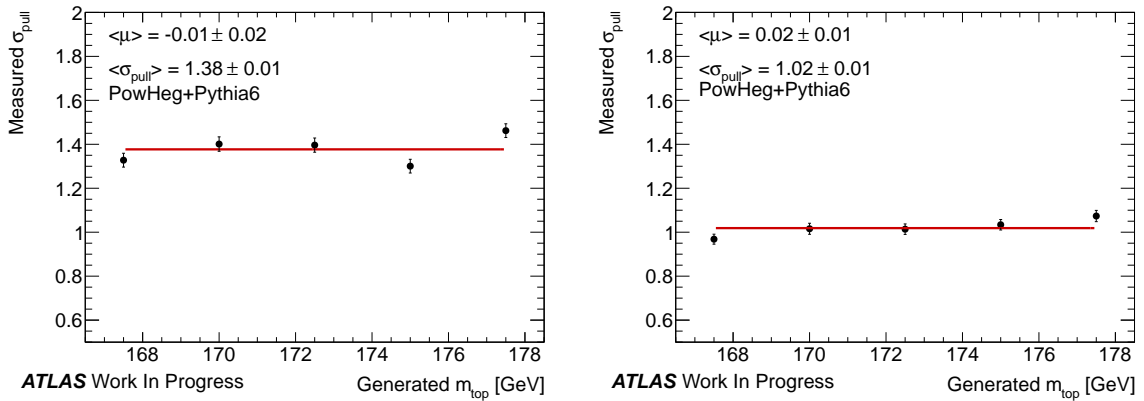 Measured σpull
2
1.8
1.6
1.4
1.2
1
0.8
0.6
<μ> = -0.01 ± 0.02
<σpull> = 1.38 ± 0.01
PowHeg+Pythia6
168 170 172 174 176 178
ATLAS Work In Progress
Generated mtop [GeV]
Measured σpull
2
1.8
1.6
1.4
1.2
1
0.8
0.6
<μ> = 0.02 ± 0.01
<σpull> = 1.02 ± 0.01
PowHeg+Pythia6
168 170 172 174 176 178
ATLAS Work In Progress
Generated mtop [GeV]